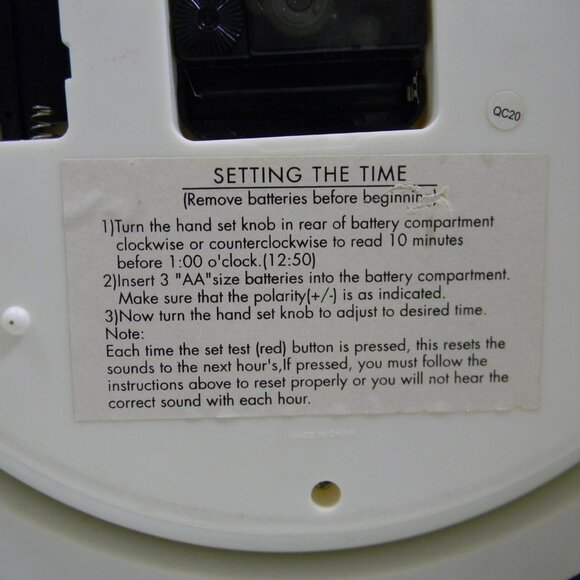 QC20
SETTING THE TIME
(Remove batteries before beginning)
1)Turn the hand set knob in rear of battery compartment
clockwise or counterclockwise to read 10 minutes
before 1:00 o'clock.(12:50)
2)Insert 3 "AA"size batteries into the battery compartment.
Make sure that the polarity(+/-) is as indicated.
3)Now turn the hand set knob to adjust to desired time.
Note:
Each time the set test (red) button is pressed, this resets the
sounds to the next hour's,If pressed, you must follow the
instructions above to reset properly or you will not hear the
correct sound with each hour.
MADE IN CHINA